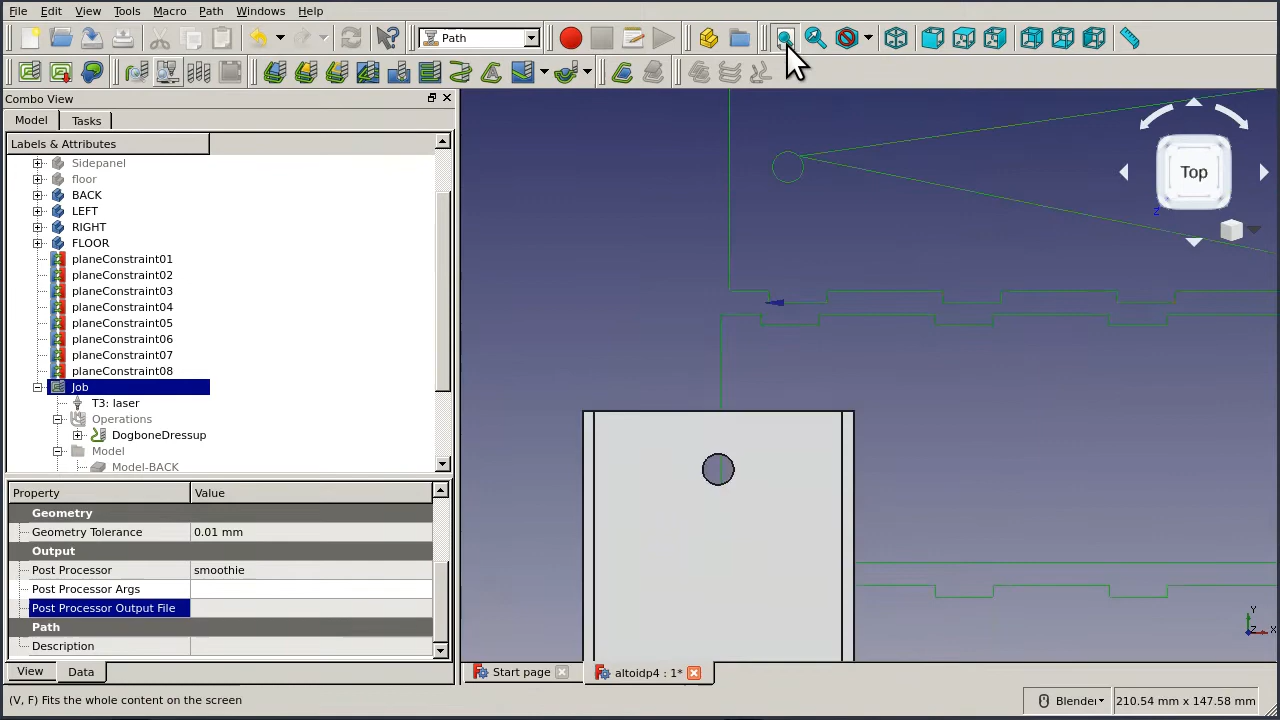 File Edit View Tools Macro Path Windows Help
Path
Combo View
Model Tasks
Labels & Attributes
Sidepanel
floor
BACK
LEFT
RIGHT
FLOOR
planeConstraint01
planeConstraint02
planeConstraint03
planeConstraint04
planeConstraint05
planeConstraint06
planeConstraint07
planeConstraint08
Job
T3: laser
Operations
DogboneDressup
Model
Model-BACK
Property Value
Geometry
Geometry Tolerance 0.01 mm
Output
Post Processor smoothie
Post Processor Args
Post Processor Output File
Path
Description
View Data
Top
Z
Y
Z X
Start page altoidp4 : 1*
(V, F) Fits the whole content on the screen
Blender 210.54 mm x 147.58 mm